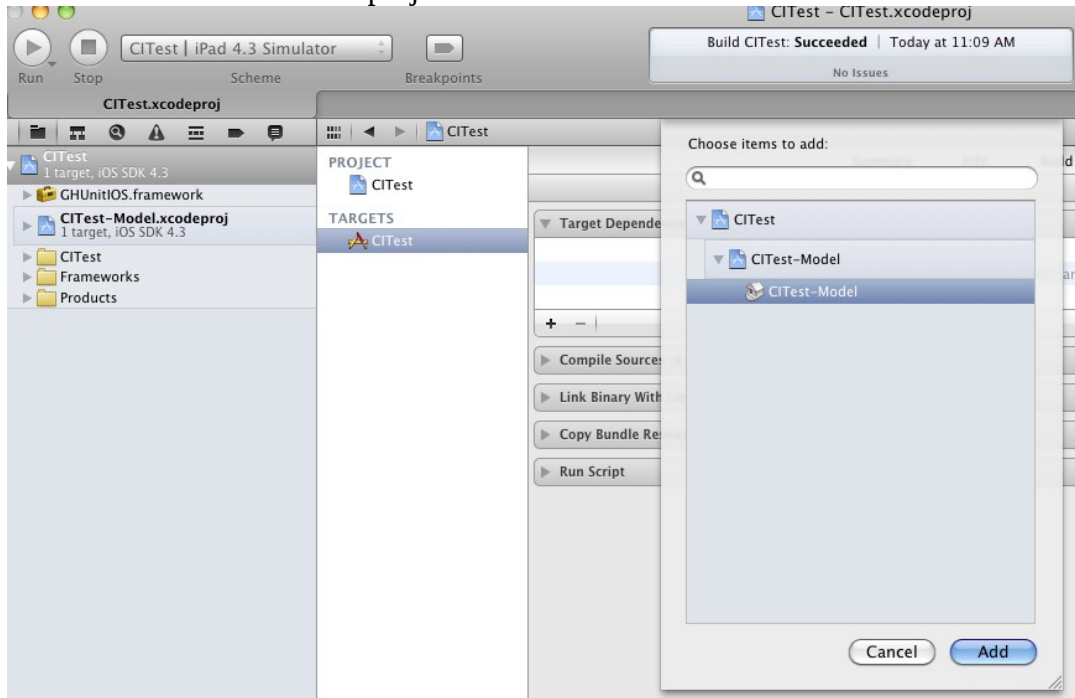 CITest – CITest.xcodeproj
CITest | iPad 4.3 Simulator
Build CITest: Succeeded | Today at 11:09 AM
No Issues
Run Stop Scheme Breakpoints
CITest.xcodeproj
CITest
CITest
1 target, iOS SDK 4.3
GHUnitIOS.framework
CITest-Model.xcodeproj
1 target, iOS SDK 4.3
CITest
Frameworks
Products
PROJECT
CITest
TARGETS
CITest
Target Depende
+ –
Compile Source
Link Binary With
Copy Bundle Re
Run Script
Choose items to add:
CITest
CITest-Model
CITest-Model
Cancel Add